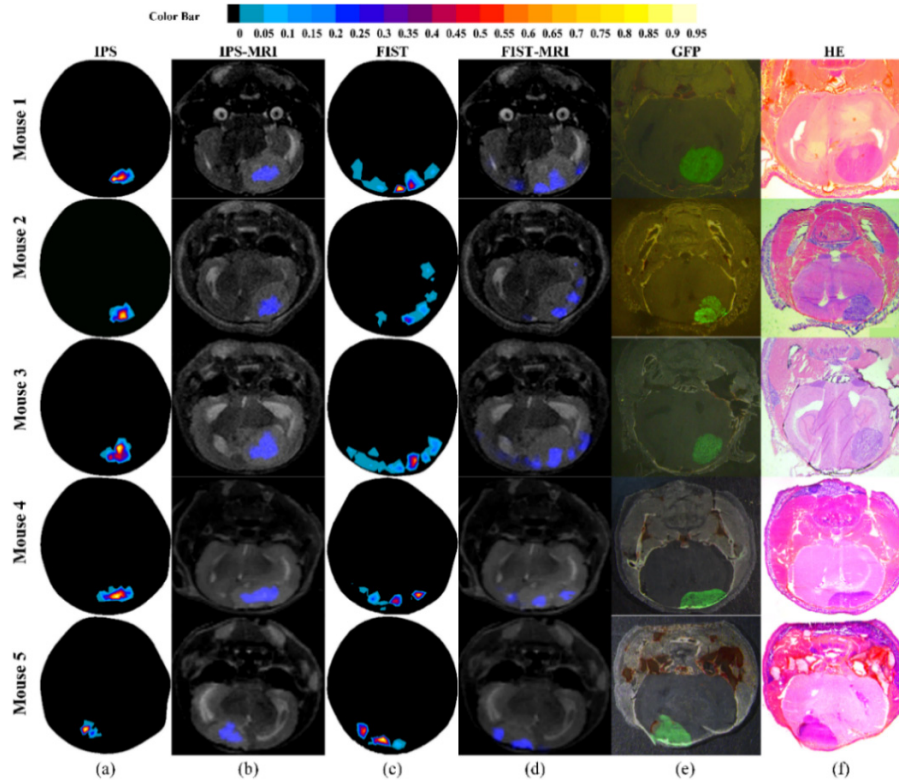 Color Bar
0 0.05 0.1 0.15 0.2 0.25 0.3 0.35 0.4 0.45 0.5 0.55 0.6 0.65 0.7 0.75 0.8 0.85 0.9 0.95
IPS IPS-MRI FIST FIST-MRI GFP HE
Mouse 1
Mouse 2
Mouse 3
Mouse 4
Mouse 5
(a) (b) (c) (d) (e) (f)